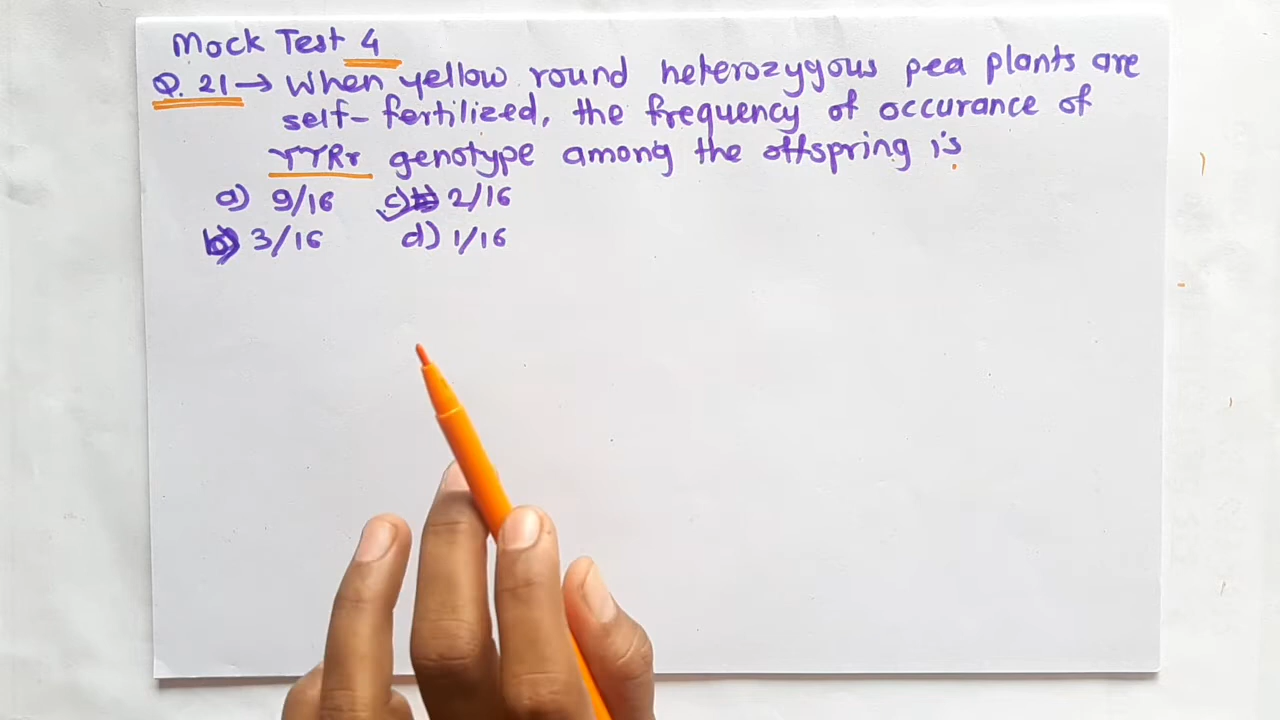 Mock Test 4
Q. 21 → When yellow round heterozygous pea plants are
self-fertilized, the frequency of occurance of
YYRr genotype among the offspring is
a) 9/16 c) 2/16
b) 3/16 d) 1/16